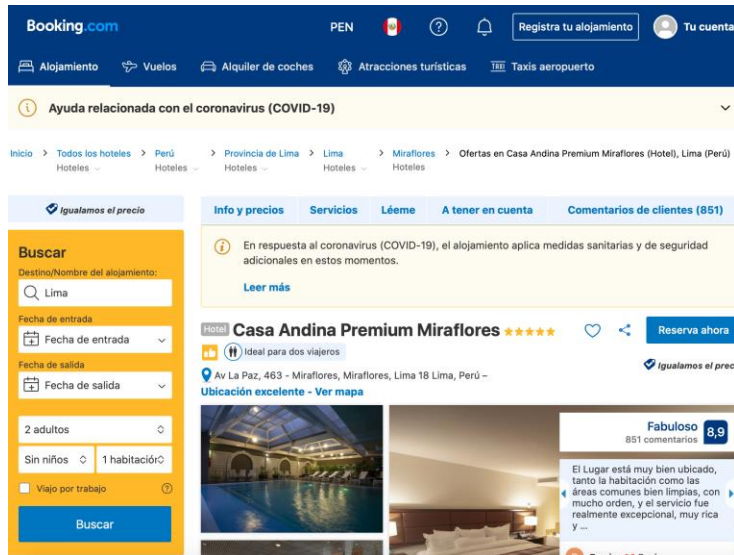 Booking.com
PEN
Registra tu alojamiento
Tu cuenta
Alojamiento
Vuelos
Alquiler de coches
Atracciones turísticas
TAXI
Taxis aeropuerto
Ayuda relacionada con el coronavirus (COVID-19)
Inicio > Todos los hoteles > Perú > Provincia de Lima > Lima > Miraflores > Ofertas en Casa Andina Premium Miraflores (Hotel), Lima (Perú)
Hoteles Hoteles Hoteles Hoteles Hoteles
Igualamos el precio
Buscar
Destino/Nombre del alojamiento:
Lima
Fecha de entrada
Fecha de entrada
Fecha de salida
Fecha de salida
2 adultos
Sin niños
1 habitación
Viajo por trabajo
Buscar
Info y precios
Servicios
Léeme
A tener en cuenta
Comentarios de clientes (851)
En respuesta al coronavirus (COVID-19), el alojamiento aplica medidas sanitarias y de seguridad
adicionales en estos momentos.
Leer más
Hotel Casa Andina Premium Miraflores
Reserva ahora
Ideal para dos viajeros
Igualamos el prec
Av La Paz, 463 - Miraflores, Miraflores, Lima 18 Lima, Perú –
Ubicación excelente - Ver mapa
Fabuloso
851 comentarios
8,9
El Lugar está muy bien ubicado,
tanto la habitación como las
áreas comunes bien limpias, con
mucho orden, y el servicio fue
realmente excepcional, muy rica
y ...